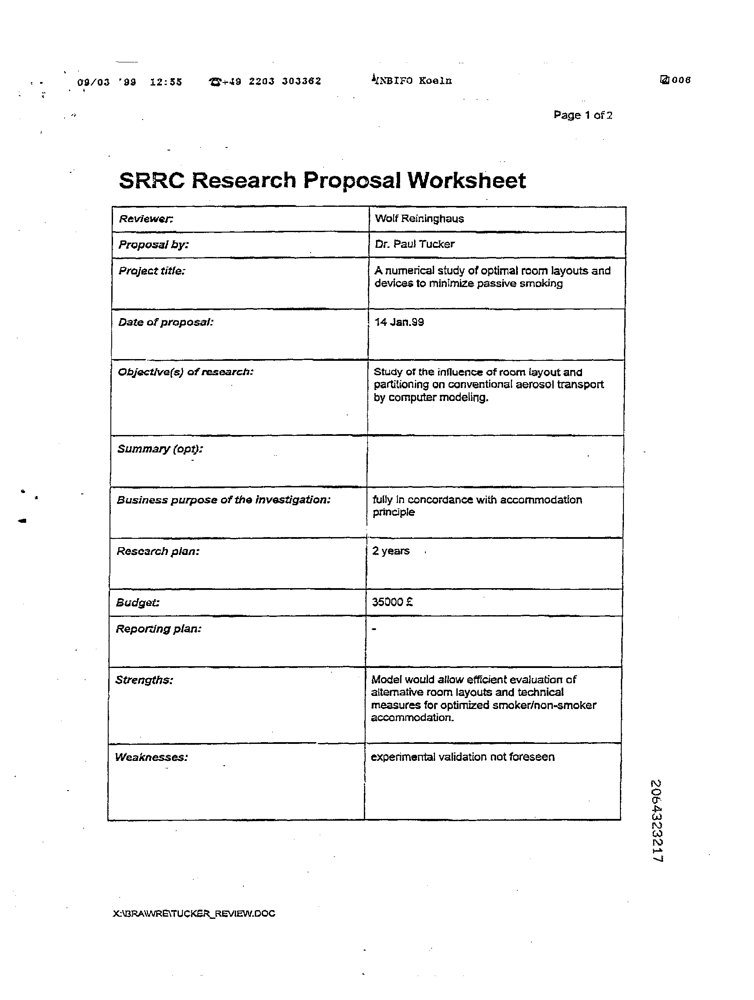 09/03 '99 12:55 ☎+49 2203 303362 INBIFO Koeln 006
Page 1 of 2
SRRC Research Proposal Worksheet
Reviewer: Wolf Reininghaus
Proposal by: Dr. Paul Tucker
Project title: A numerical study of optimal room layouts and
devices to minimize passive smoking
Date of proposal: 14 Jan.99
Objective(s) of research: Study of the influence of room layout and
partitioning on conventional aerosol transport
by computer modeling.
Summary (opt):
Business purpose of the investigation: fully in concordance with accommodation
principle
Research plan: 2 years
Budget: 35000 £
Reporting plan: -
Strengths: Model would allow efficient evaluation of
alternative room layouts and technical
measures for optimized smoker/non-smoker
accommodation.
Weaknesses: experimental validation not foreseen
2064323217
X:\BRA\WRE\TUCKER_REVIEW.DOC